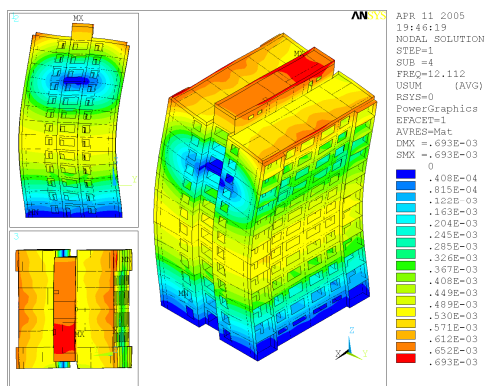 ANSYS
APR 11 2005
19:46:19
NODAL SOLUTION
STEP=1
SUB =4
FREQ=12.112
USUM (AVG)
RSYS=0
PowerGraphics
EFACET=1
AVRES=Mat
DMX =.693E-03
SMX =.693E-03
0
.408E-04
.815E-04
.122E-03
.163E-03
.204E-03
.245E-03
.285E-03
.326E-03
.367E-03
.408E-03
.449E-03
.489E-03
.530E-03
.571E-03
.612E-03
.652E-03
.693E-03
MX
Y
3
MX
MX
Z
X
Y